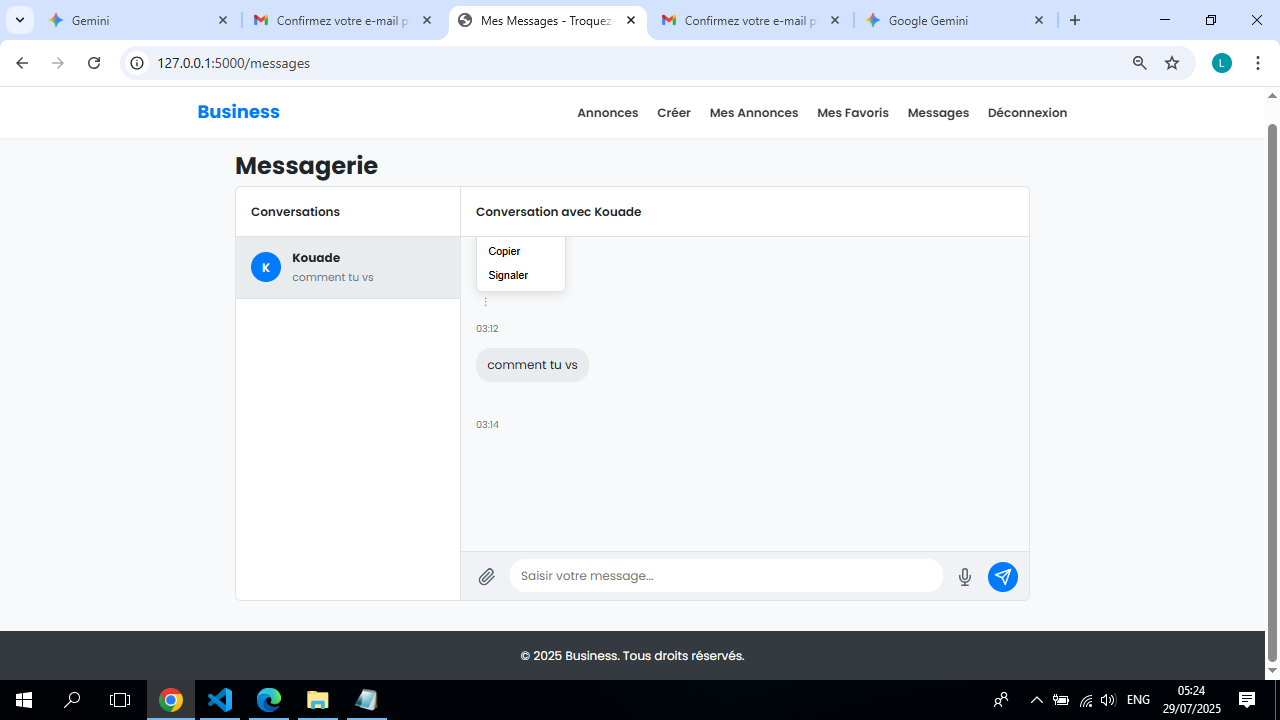 Gemini
Confirmez votre e-mail p
Mes Messages - Troquez
Confirmez votre e-mail p
Google Gemini
127.0.0.1:5000/messages
L
Business
Annonces
Créer
Mes Annonces
Mes Favoris
Messages
Déconnexion
Messagerie
Conversations
Conversation avec Kouade
K
Kouade
comment tu vs
Copier
Signaler
03:12
comment tu vs
03:14
Saisir votre message...
© 2025 Business. Tous droits réservés.
ENG
05:24
29/07/2025